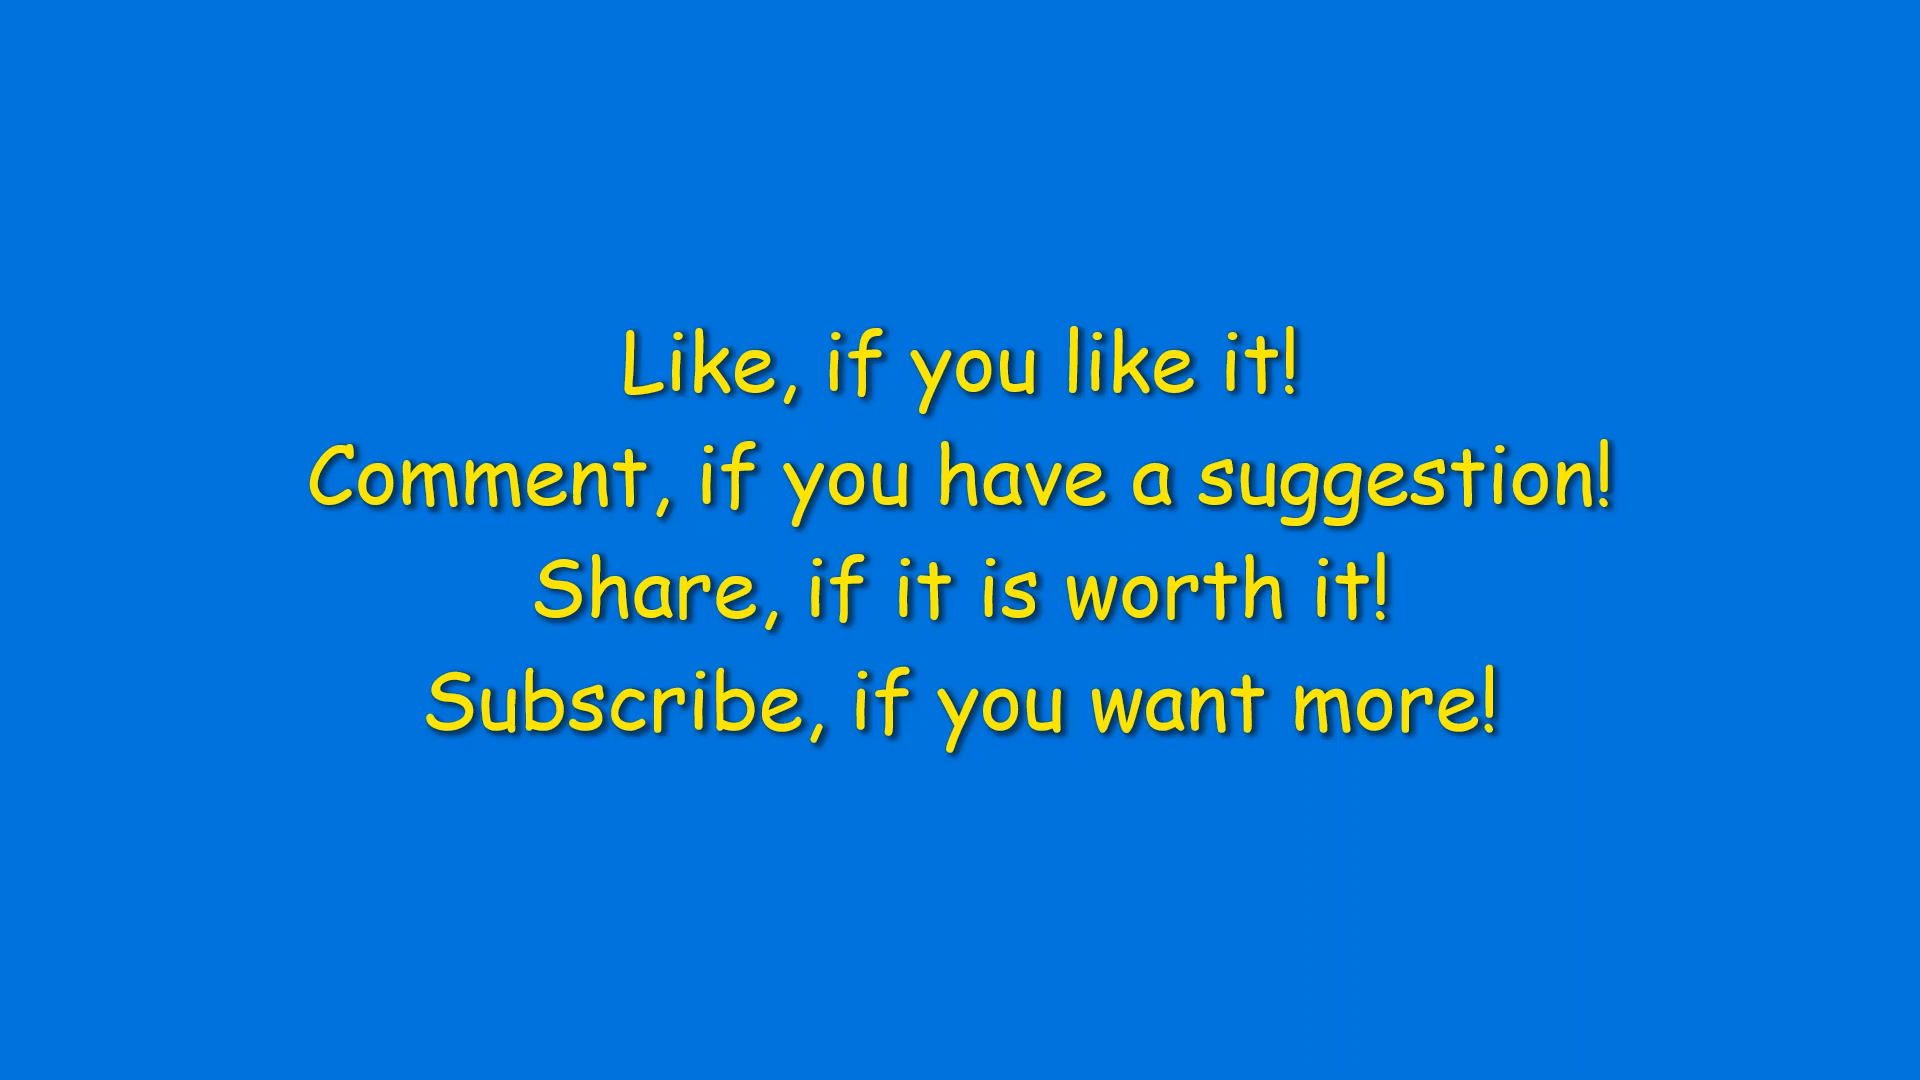 Like, if you like it!
Comment, if you have a suggestion!
Share, if it is worth it!
Subscribe, if you want more!